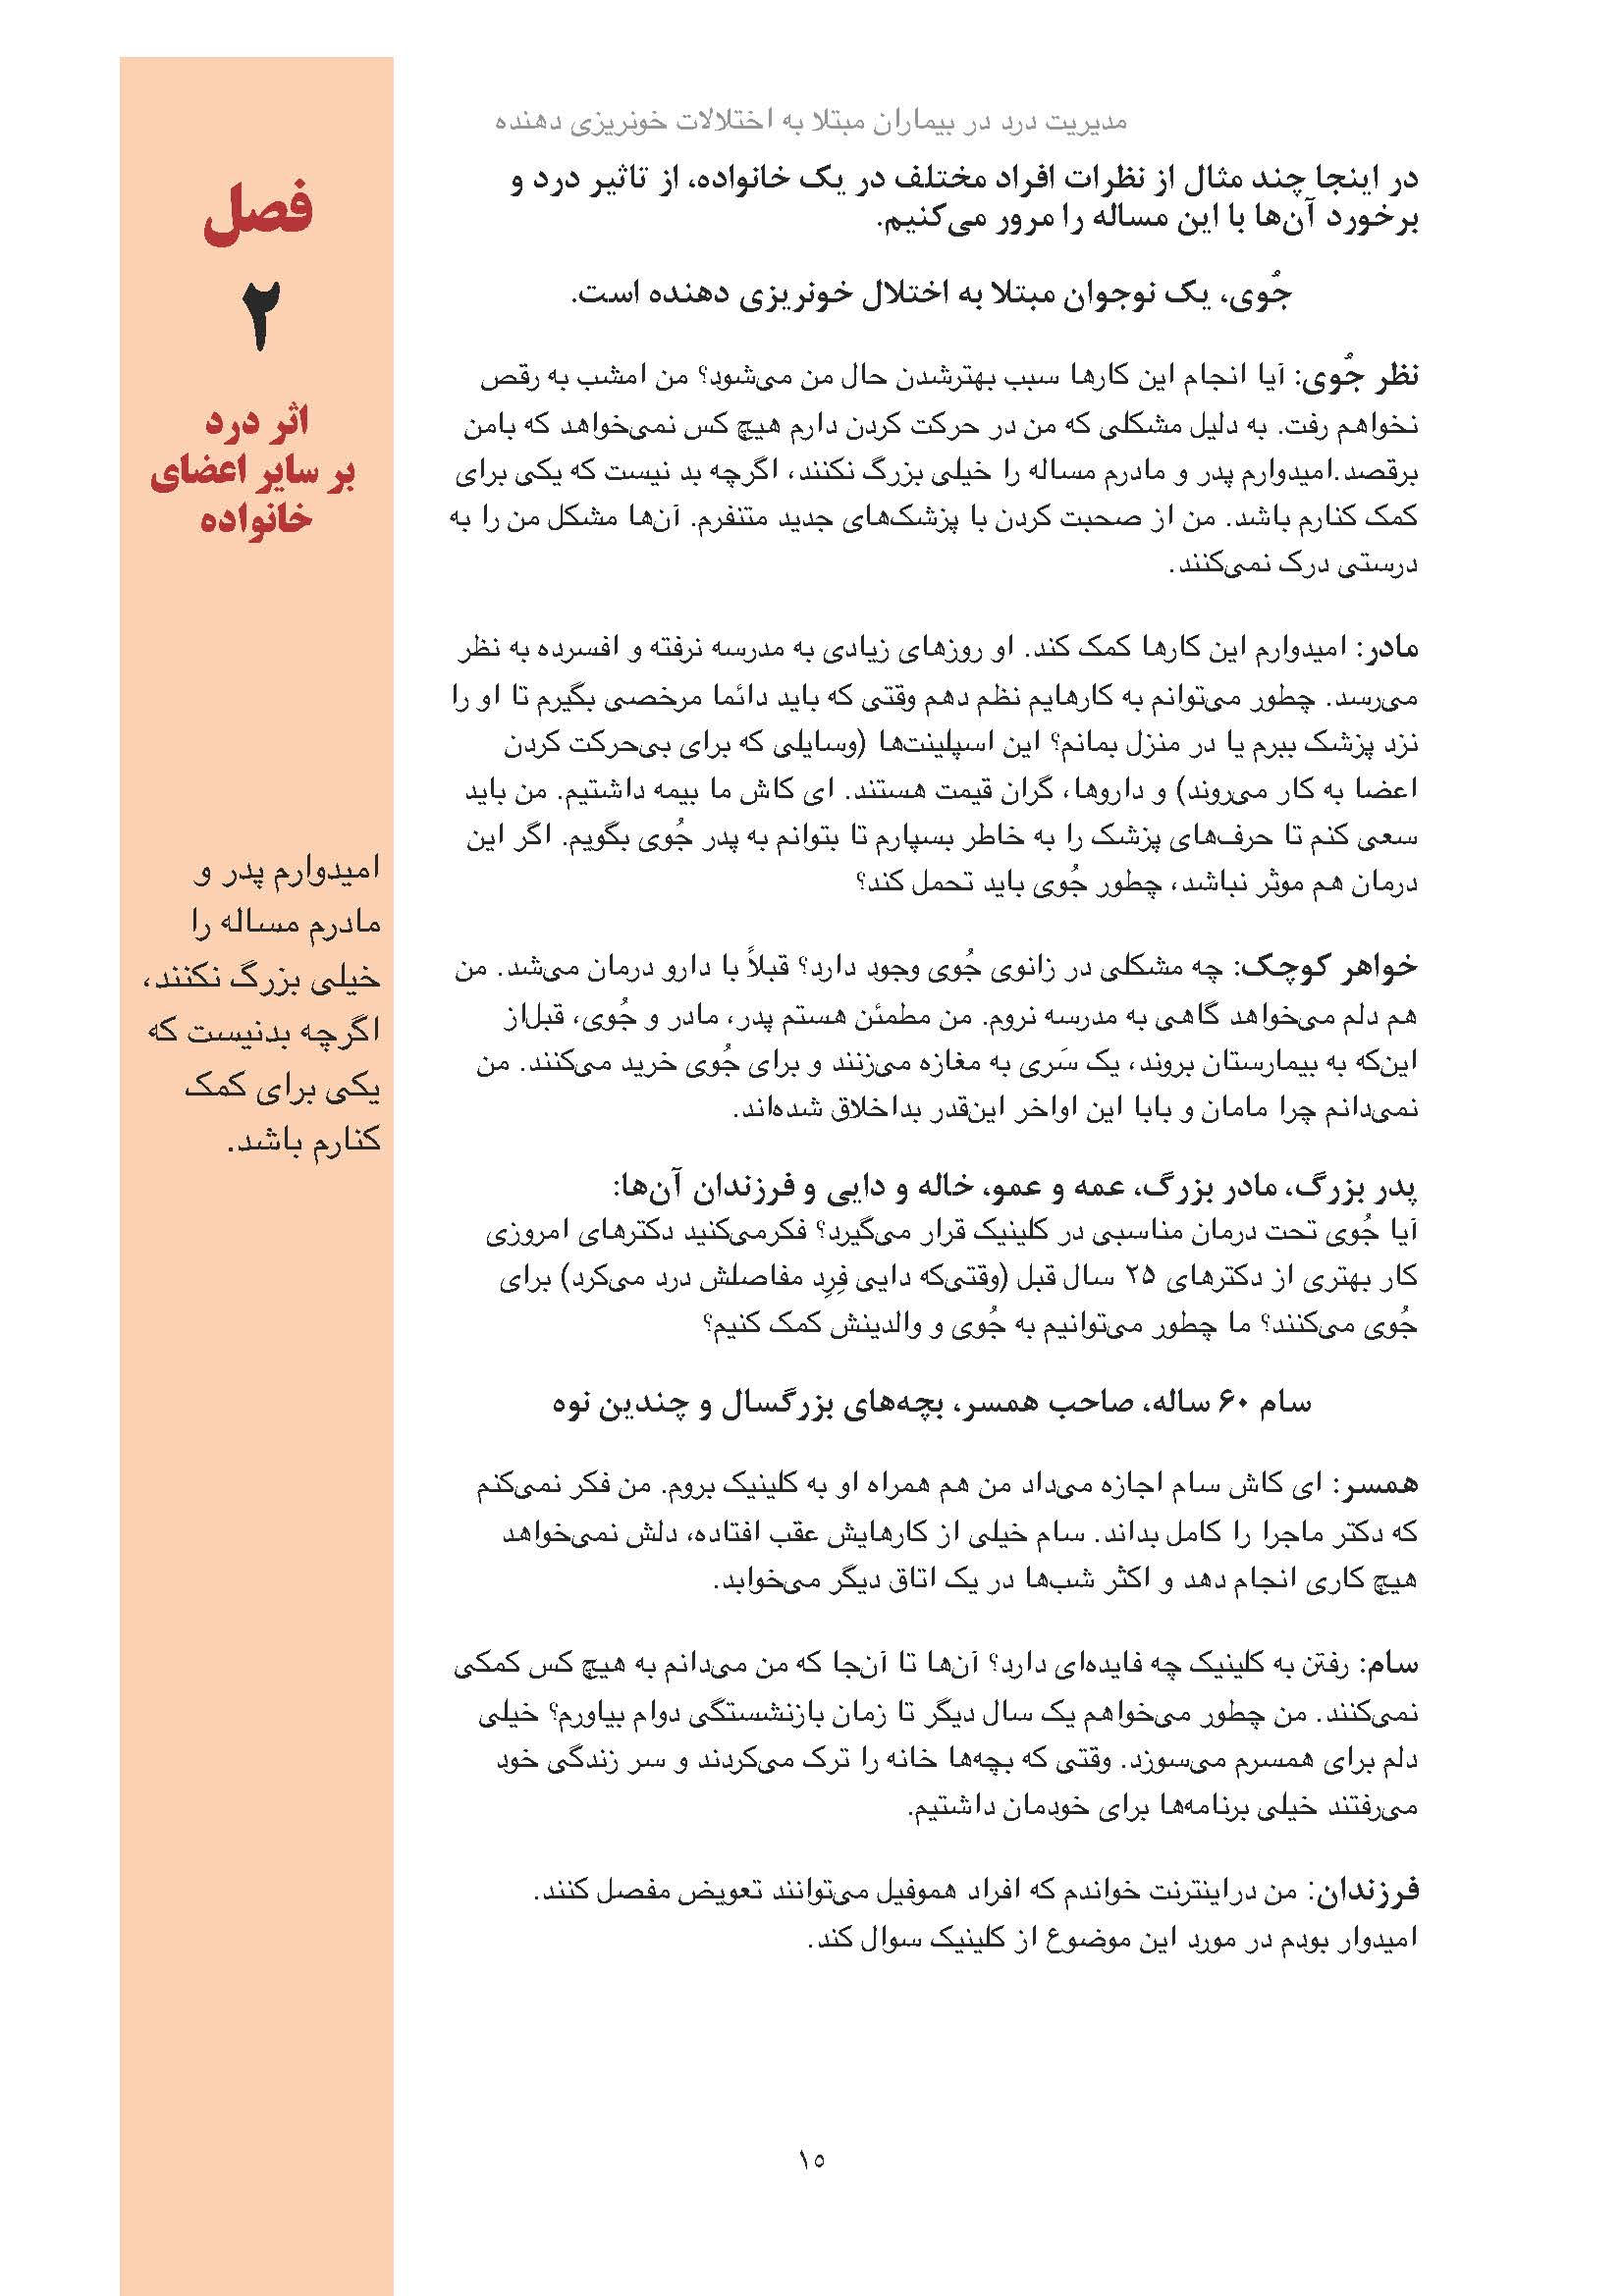 مدیریت درد در بیماران مبتلا به اختلالات خونریزی دهنده
در اینجا چند مثال از نظرات افراد مختلف در یک خانواده، از تاثیر درد و
برخورد آن‌ها با این مساله را مرور می‌کنیم.
جُوی، یک نوجوان مبتلا به اختلال خونریزی دهنده است.
نظر جُوی: آیا انجام این کارها سبب بهترشدن حال من می‌شود؟ من امشب به رقص
نخواهم رفت. به دلیل مشکلی که من در حرکت کردن دارم هیچ کس نمی‌خواهد که بامن
برقصد.امیدوارم پدر و مادرم مساله را خیلی بزرگ نکنند، اگرچه بد نیست که یکی برای
کمک کنارم باشد. من از صحبت کردن با پزشک‌های جدید متنفرم. آن‌ها مشکل من را به
درستی درک نمی‌کنند.
مادر: امیدوارم این کارها کمک کند. او روزهای زیادی به مدرسه نرفته و افسرده به نظر
می‌رسد. چطور می‌توانم به کارهایم نظم دهم وقتی که باید دائما مرخصی بگیرم تا او را
نزد پزشک ببرم یا در منزل بمانم؟ این اسپلینت‌ها (وسایلی که برای بی‌حرکت کردن
اعضا به کار می‌روند) و داروها، گران قیمت هستند. ای کاش ما بیمه داشتیم. من باید
سعی کنم تا حرف‌های پزشک را به خاطر بسپارم تا بتوانم به پدر جُوی بگویم. اگر این
درمان هم موثر نباشد، چطور جُوی باید تحمل کند؟
خواهر کوچک: چه مشکلی در زانوی جُوی وجود دارد؟ قبلاً با دارو درمان می‌شد. من
هم دلم می‌خواهد گاهی به مدرسه نروم. من مطمئن هستم پدر، مادر و جُوی، قبل‌از
این‌که به بیمارستان بروند، یک سَری به مغازه می‌زنند و برای جُوی خرید می‌کنند. من
نمی‌دانم چرا مامان و بابا این اواخر این‌قدر بداخلاق شده‌اند.
پدر بزرگ، مادر بزرگ، عمه و عمو، خاله و دایی و فرزندان آن‌ها:
آیا جُوی تحت درمان مناسبی در کلینیک قرار می‌گیرد؟ فکرمی‌کنید دکترهای امروزی
کار بهتری از دکترهای ۲۵ سال قبل (وقتی‌که دایی فِرِد مفاصلش درد می‌کرد) برای
جُوی می‌کنند؟ ما چطور می‌توانیم به جُوی و والدینش کمک کنیم؟
سام ۶۰ ساله، صاحب همسر، بچه‌های بزرگسال و چندین نوه
همسر: ای کاش سام اجازه می‌داد من هم همراه او به کلینیک بروم. من فکر نمی‌کنم
که دکتر ماجرا را کامل بداند. سام خیلی از کارهایش عقب افتاده، دلش نمی‌خواهد
هیچ کاری انجام دهد و اکثر شب‌ها در یک اتاق دیگر می‌خوابد.
سام: رفتن به کلینیک چه فایده‌ای دارد؟ آن‌ها تا آن‌جا که من می‌دانم به هیچ کس کمکی
نمی‌کنند. من چطور می‌خواهم یک سال دیگر تا زمان بازنشستگی دوام بیاورم؟ خیلی
دلم برای همسرم می‌سوزد. وقتی که بچه‌ها خانه را ترک می‌کردند و سر زندگی خود
می‌رفتند خیلی برنامه‌ها برای خودمان داشتیم.
فرزندان: من دراینترنت خواندم که افراد هموفیل می‌توانند تعویض مفصل کنند.
امیدوار بودم در مورد این موضوع از کلینیک سوال کند.
۱۵
فصل
۲
اثر درد
بر سایر اعضای
خانواده
امیدوارم پدر و
مادرم مساله را
خیلی بزرگ نکنند،
اگرچه بدنیست که
یکی برای کمک
کنارم باشد.